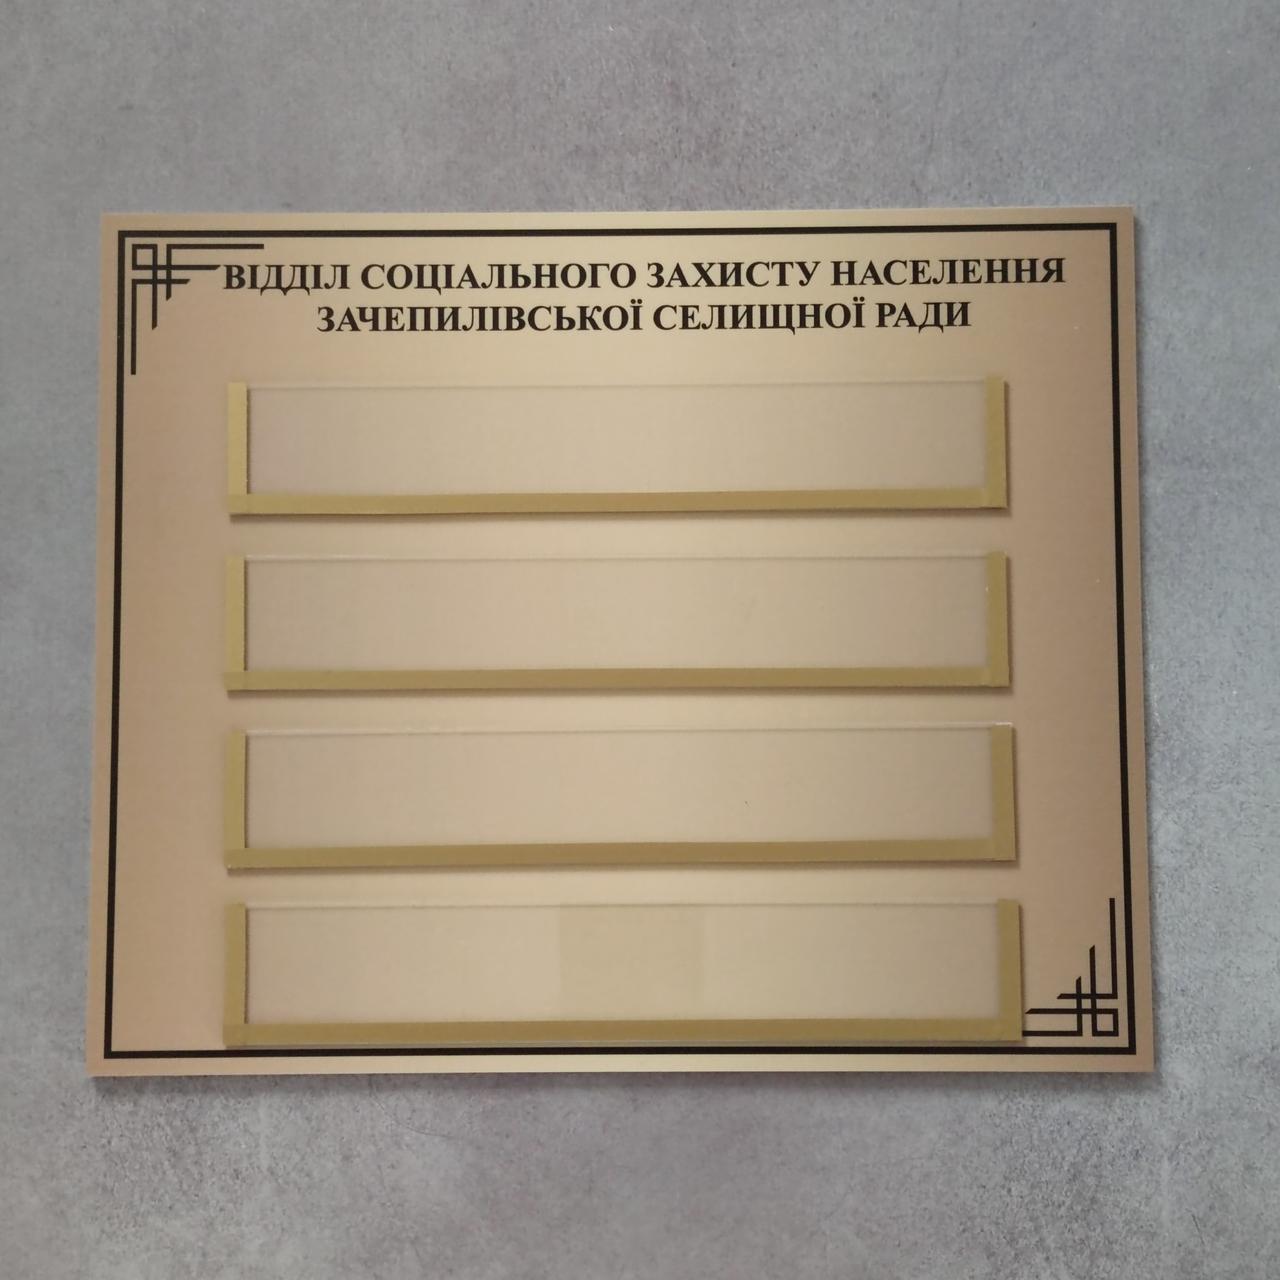 ВІДДІЛ СОЦІАЛЬНОГО ЗАХИСТУ НАСЕЛЕННЯ
ЗАЧЕПИЛІВСЬКОЇ СЕЛИЩНОЇ РАДИ